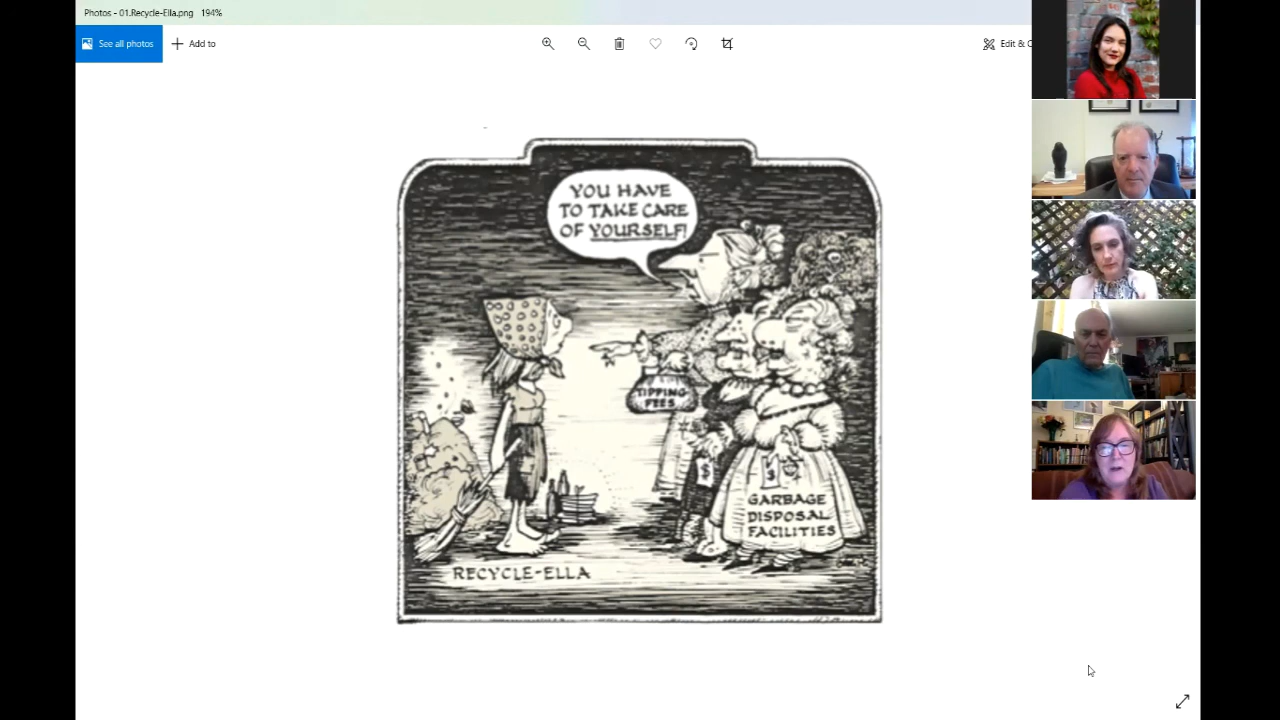 Photos - 01.Recycle-Ella.png 194%
See all photos
Add to
YOU HAVE
TO TAKE CARE
OF YOURSELF!
TIPPING
FEES
$
$
GARBAGE
DISPOSAL
FACILITIES
RECYCLE-ELLA
Edit &